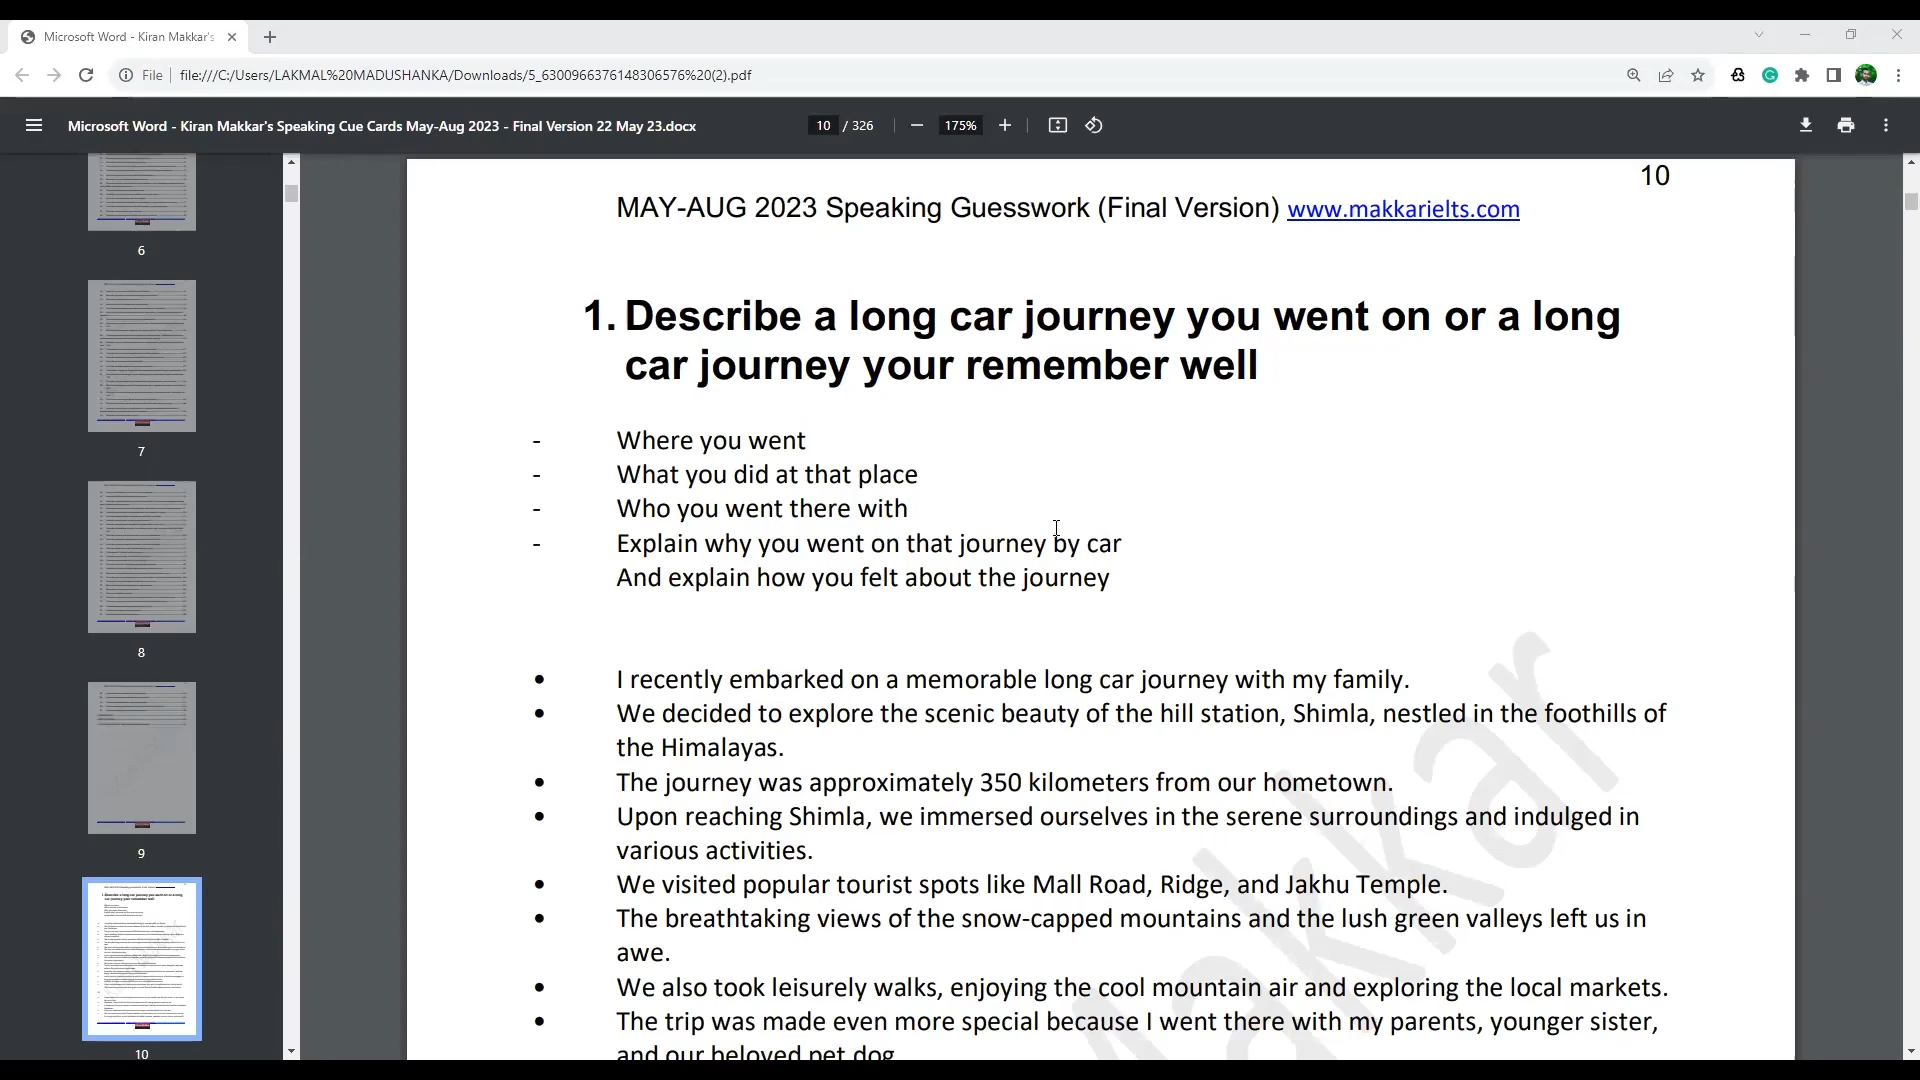 Microsoft Word - Kiran Makkar's
File
file:///C:/Users/LAKMAL%20MADUSHANKA/Downloads/5_6300966376148306576%20(2).pdf
Microsoft Word - Kiran Makkar's Speaking Cue Cards May-Aug 2023 - Final Version 22 May 23.docx
10 / 326
175%
6
7
8
9
10
10
MAY-AUG 2023 Speaking Guesswork (Final Version) www.makkarielts.com
1. Describe a long car journey you went on or a long
car journey your remember well
- Where you went
- What you did at that place
- Who you went there with
- Explain why you went on that journey by car
And explain how you felt about the journey
• I recently embarked on a memorable long car journey with my family.
• We decided to explore the scenic beauty of the hill station, Shimla, nestled in the foothills of
the Himalayas.
• The journey was approximately 350 kilometers from our hometown.
• Upon reaching Shimla, we immersed ourselves in the serene surroundings and indulged in
various activities.
• We visited popular tourist spots like Mall Road, Ridge, and Jakhu Temple.
• The breathtaking views of the snow-capped mountains and the lush green valleys left us in
awe.
• We also took leisurely walks, enjoying the cool mountain air and exploring the local markets.
• The trip was made even more special because I went there with my parents, younger sister,
and our beloved pet dog
Makkar